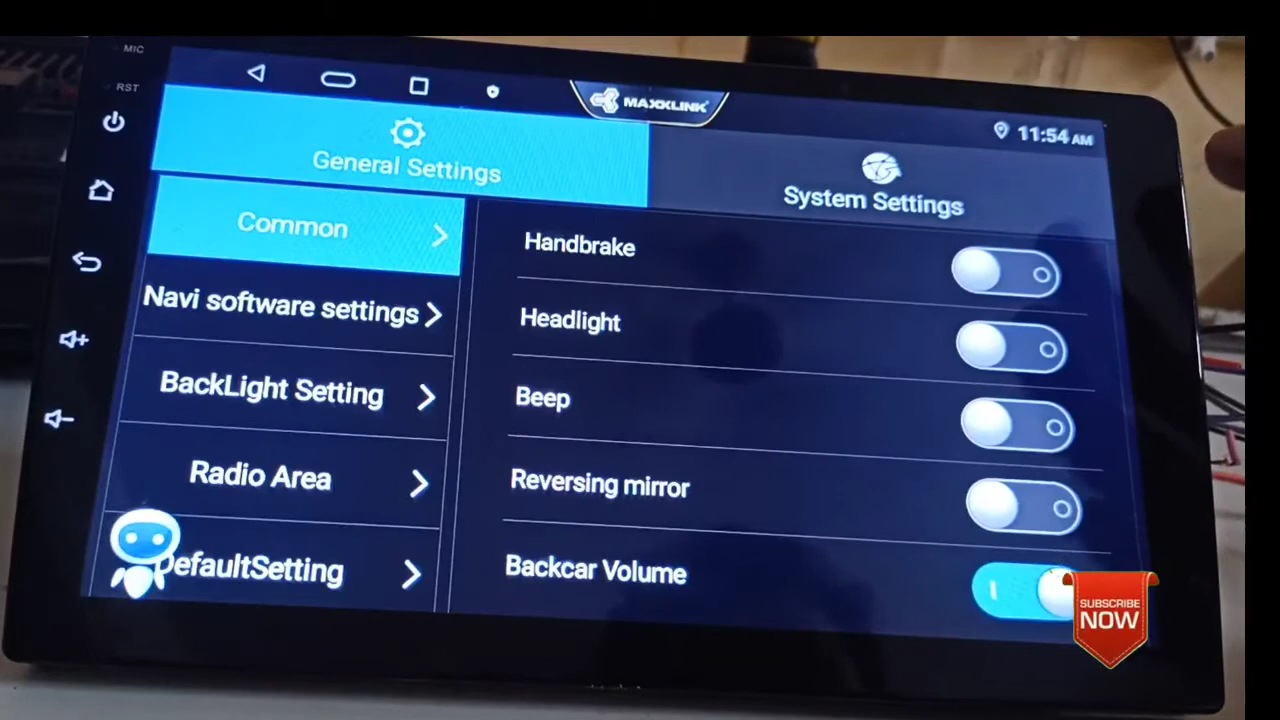 MIC
RST
MAXXLINK
11:54 AM
General Settings
System Settings
Common
Navi software settings
BackLight Setting
Radio Area
DefaultSetting
Handbrake
Headlight
Beep
Reversing mirror
Backcar Volume
SUBSCRIBE
NOW